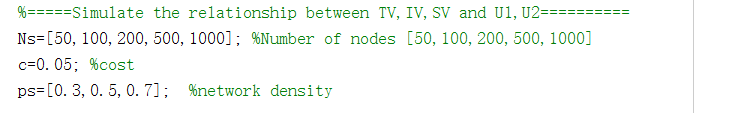 %=====Simulate the relationship between TV,IV,SV and U1,U2==========
Ns=[50,100,200,500,1000]; %Number of nodes [50,100,200,500,1000]
c=0.05; %cost
ps=[0.3,0.5,0.7];  %network density